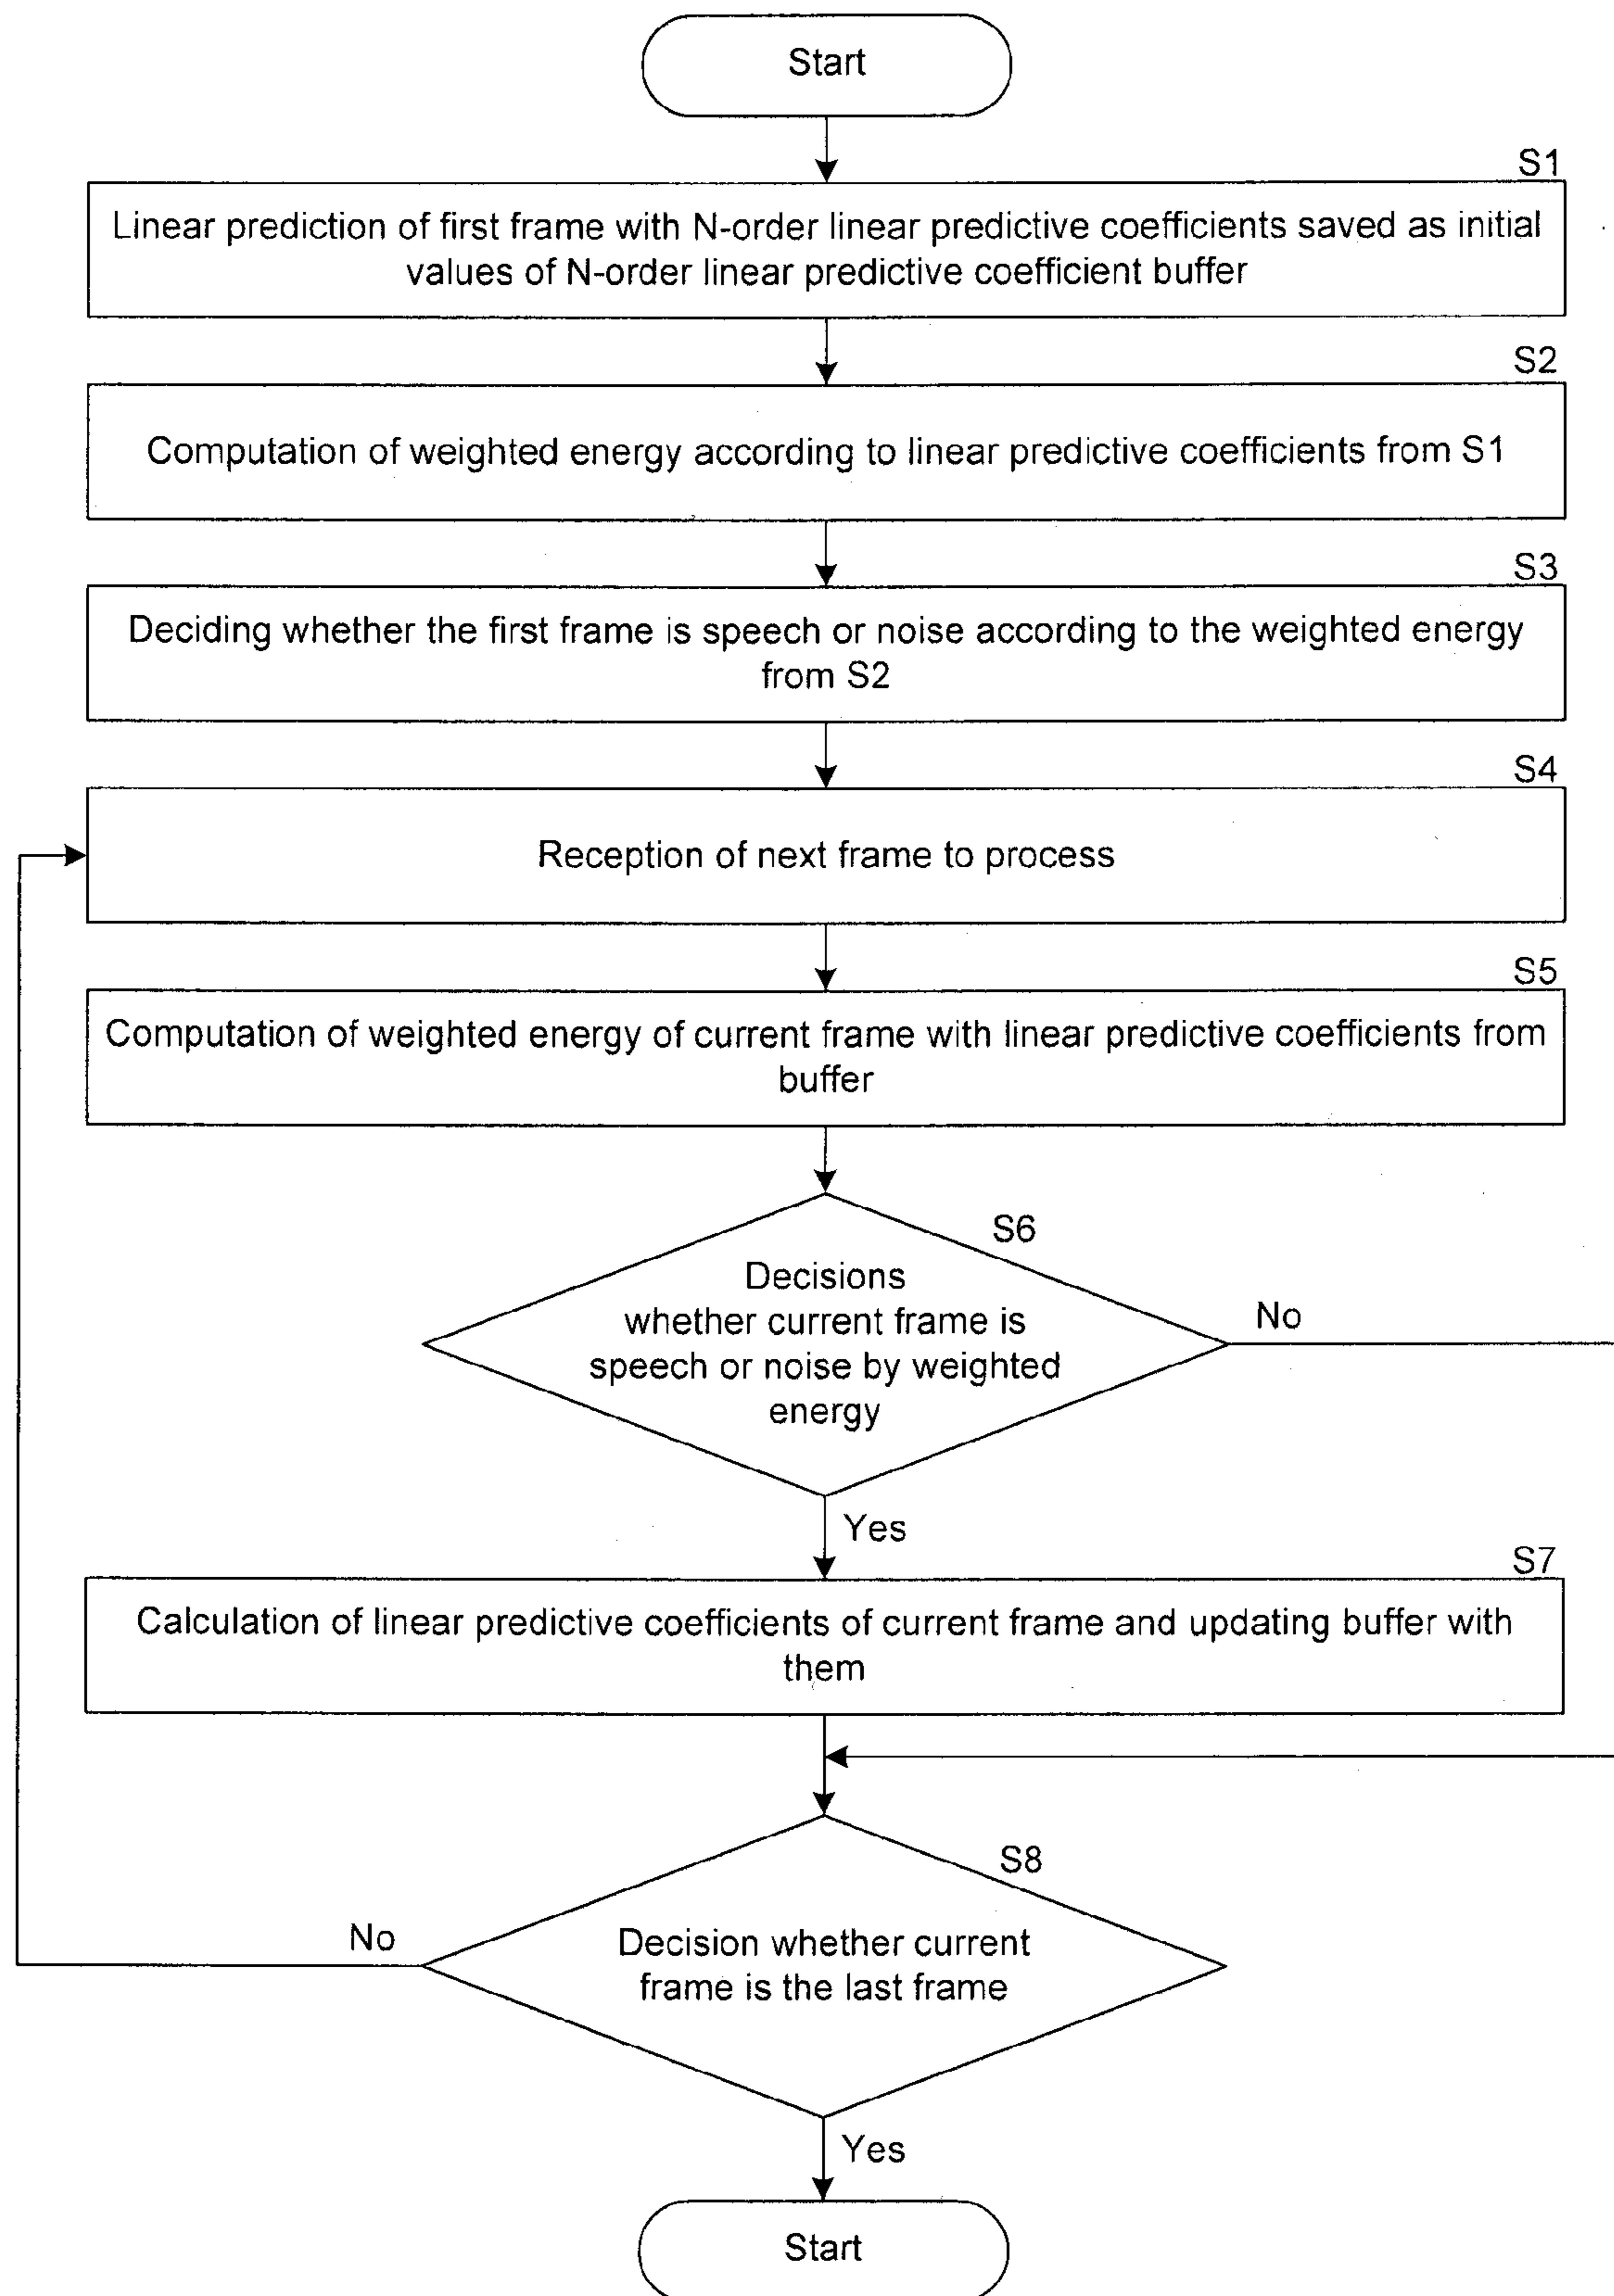 Start
S1
Linear prediction of first frame with N-order linear predictive coefficients saved as initial
values of N-order linear predictive coefficient buffer
S2
Computation of weighted energy according to linear predictive coefficients from S1
S3
Deciding whether the first frame is speech or noise according to the weighted energy
from S2
S4
Reception of next frame to process
S5
Computation of weighted energy of current frame with linear predictive coefficients from
buffer
S6
Decisions
whether current frame is
speech or noise by weighted
energy
No
Yes
S7
Calculation of linear predictive coefficients of current frame and updating buffer with
them
S8
Decision whether current
frame is the last frame
No
Yes
Start